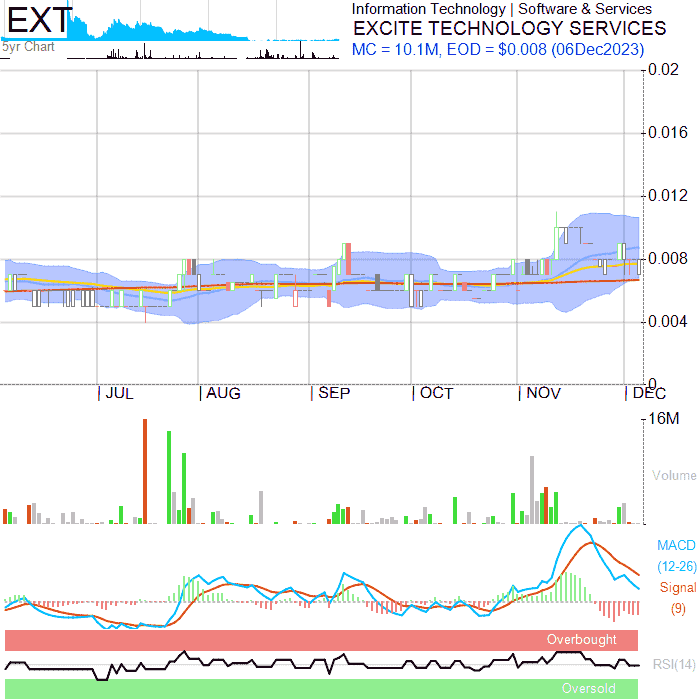 EXT
5yr Chart
Information Technology | Software & Services
EXCITE TECHNOLOGY SERVICES
MC = 10.1M, EOD = $0.008 (06Dec2023)
0.02
0.016
0.012
0.008
0.004
0
JUL
AUG
SEP
OCT
NOV
DEC
16M
Volume
MACD
(12-26)
Signal
(9)
Overbought
RSI(14)
Oversold